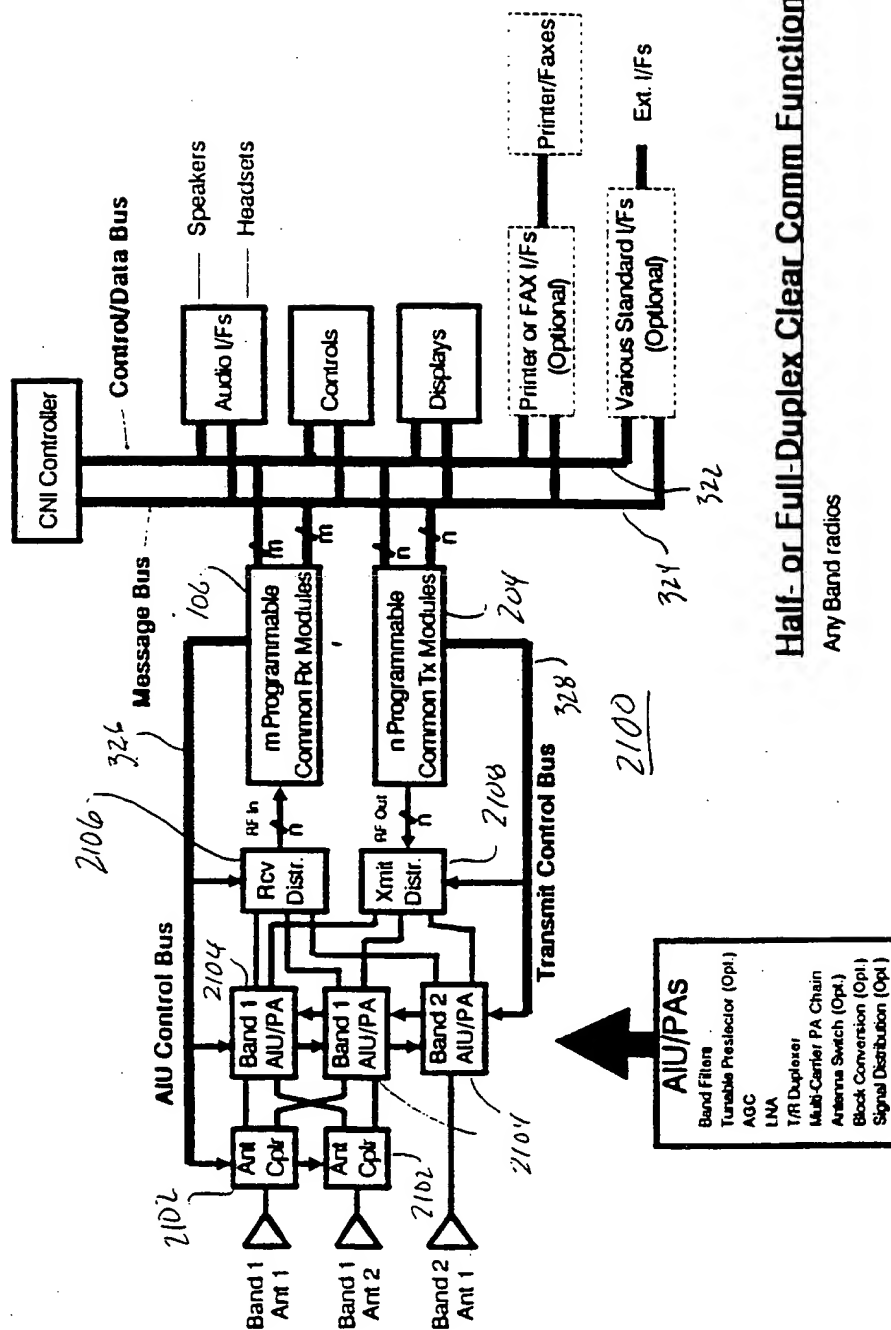 CNI Controller
Message Bus
Control/Data Bus
Audio I/Fs
Speakers
Headsets
Controls
Displays
Printer or FAX I/Fs
(Optional)
Printer/Faxes
Various Standard I/Fs
(Optional)
Ext. I/Fs
322
324
326
106
m Programmable
Common Rx Modules
m
m
n Programmable
Common Tx Modules
n
n
204
328
RF In
n
RF Out
n
2106
Rcv
Distr.
Xmit
Distr.
2108
AIU Control Bus
Transmit Control Bus
2104
Band 1
AIU/PA
Band 1
AIU/PA
Band 2
AIU/PA
2104
2102
Ant
Cplr
Ant
Cplr
2102
Band 1
Ant 1
Band 1
Ant 2
Band 2
Ant 1
2100
AIU/PAs
Band Filters
Tunable Preslector (Opt.)
AGC
LNA
T/R Duplexer
Multi-Carrier PA Chain
Antenna Switch (Opt.)
Block Conversion (Opt.)
Signal Distribution (Opt)
Half- or Full-Duplex Clear Comm Function
Any Band radios